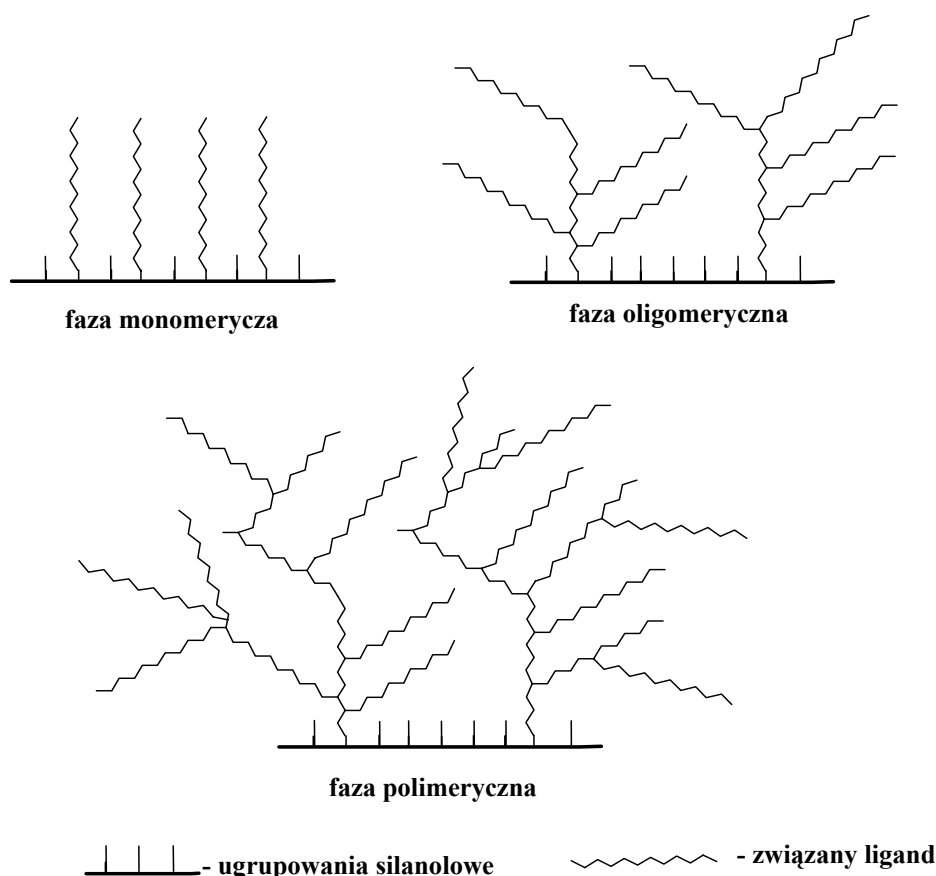 faza monomerycza
faza oligomeryczna
faza polimeryczna
- ugrupowania silanolowe
- związany ligand